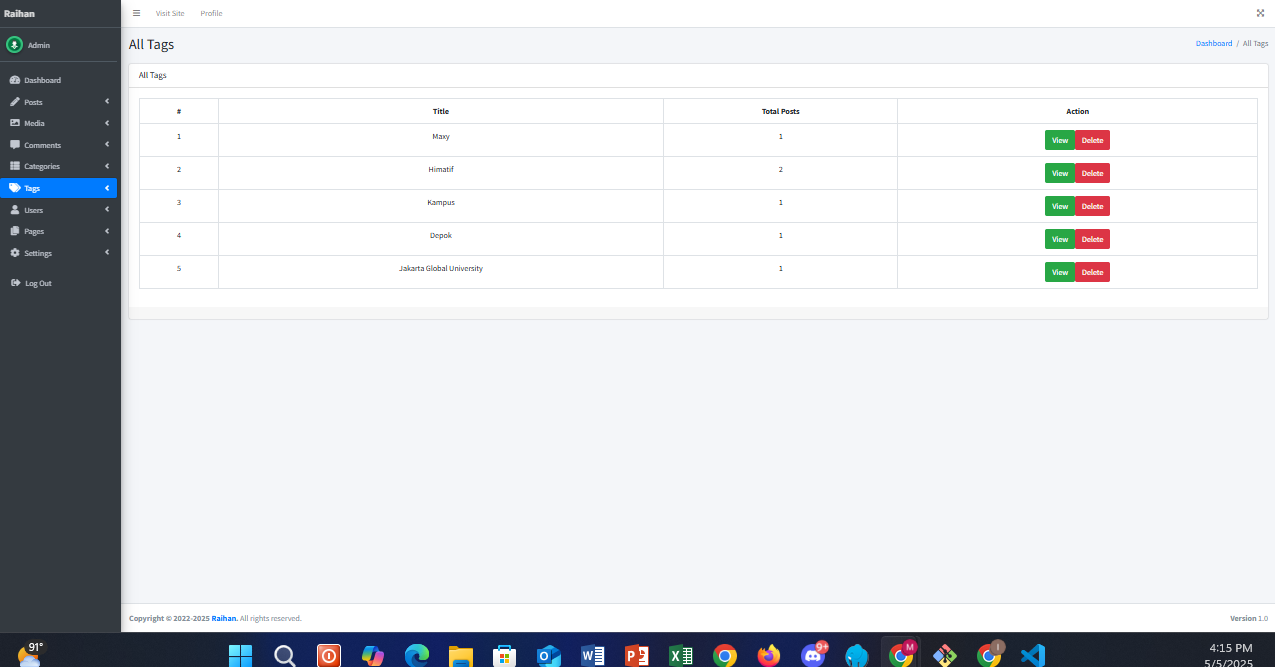 Raihan
Visit Site Profile
Admin
All Tags
Dashboard / All Tags
Dashboard
Posts
Media
Comments
Categories
Tags
Users
Pages
Settings
Log Out
All Tags
# Title Total Posts Action
1 Maxy 1 View Delete
2 Himatif 2 View Delete
3 Kampus 1 View Delete
4 Depok 1 View Delete
5 Jakarta Global University 1 View Delete
Copyright © 2022-2025 Raihan. All rights reserved.
Version 1.0
91°
9+
M
I
4:15 PM
5/5/2025